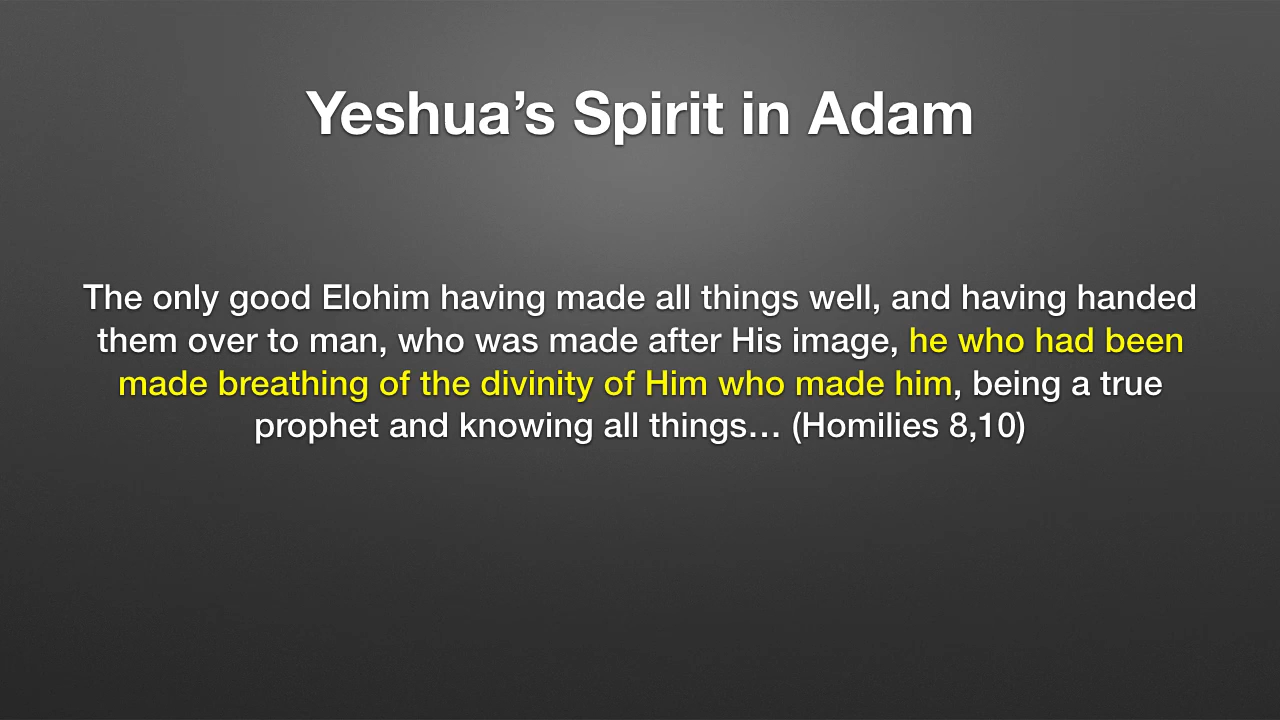 Yeshua’s Spirit in Adam
The only good Elohim having made all things well, and having handed
them over to man, who was made after His image, he who had been
made breathing of the divinity of Him who made him, being a true
prophet and knowing all things… (Homilies 8,10)